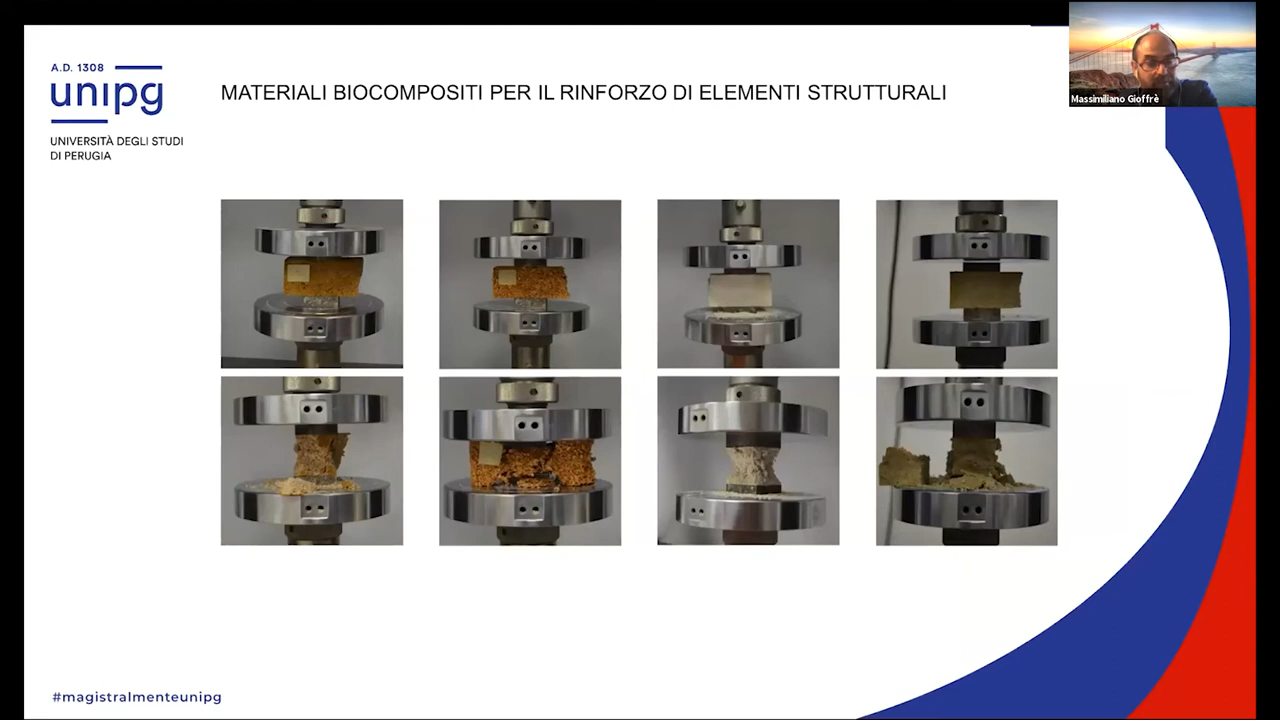 A.D. 1308
unipg
UNIVERSITÀ DEGLI STUDI
DI PERUGIA
MATERIALI BIOCOMPOSITI PER IL RINFORZO DI ELEMENTI STRUTTURALI
Massimiliano Gioffrè
#magistralmenteunipg